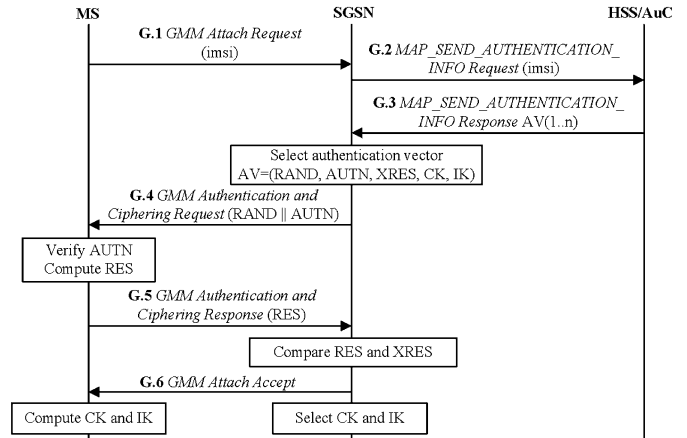 MS SGSN HSS/AuC
G.1 GMM Attach Request
(imsi)
G.2 MAP_SEND_AUTHENTICATION_
INFO Request (imsi)
G.3 MAP_SEND_AUTHENTICATION_
INFO Response AV(1..n)
Select authentication vector
AV=(RAND, AUTN, XRES, CK, IK)
G.4 GMM Authentication and
Ciphering Request (RAND || AUTN)
Verify AUTN
Compute RES
G.5 GMM Authentication and
Ciphering Response (RES)
Compare RES and XRES
G.6 GMM Attach Accept
Compute CK and IK
Select CK and IK